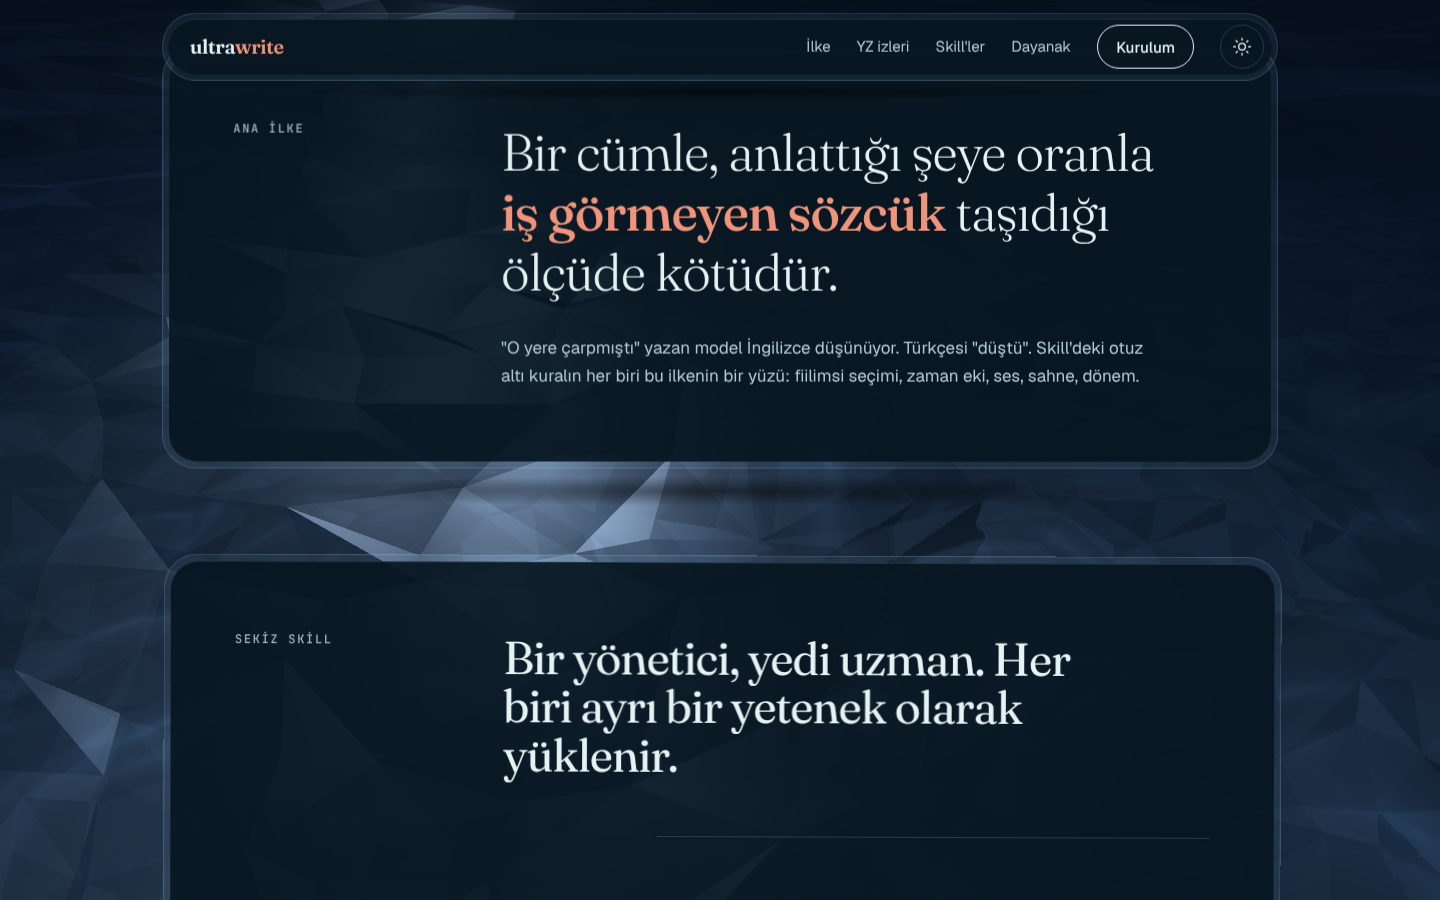 ultrawrite
İlke
YZ izleri
Skill'ler
Dayanak
Kurulum
ANA İLKE
Bir cümle, anlattığı şeye oranla
iş görmeyen sözcük taşıdığı
ölçüde kötüdür.
"O yere çarpmıştı" yazan model İngilizce düşünüyor. Türkçesi "düştü". Skill'deki otuz
altı kuralın her biri bu ilkenin bir yüzü: fiilimsi seçimi, zaman eki, ses, sahne, dönem.
SEKİZ SKILL
Bir yönetici, yedi uzman. Her
biri ayrı bir yetenek olarak
yüklenir.